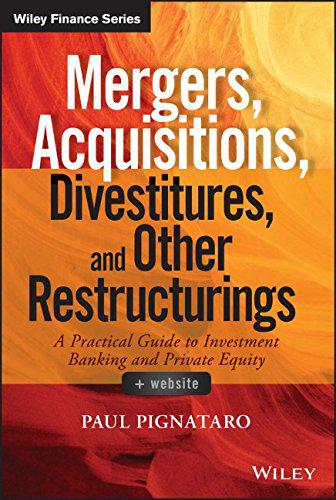 Wiley Finance Series
Mergers,
Acquisitions,
Divestitures,
and Other
Restructurings
A Practical Guide to Investment
Banking and Private Equity
+ website
PAUL PIGNATARO
WILEY